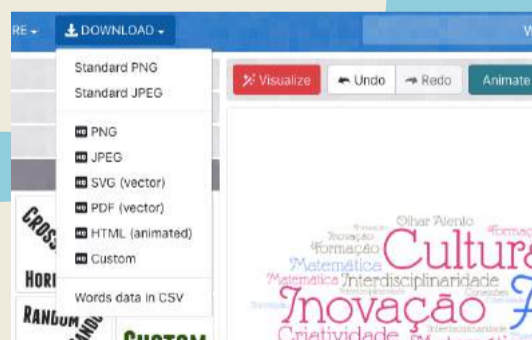 RE
DOWNLOAD
W
Standard PNG
Standard JPEG
Visualize
Undo
Redo
Animate
HD PNG
HD JPEG
HD SVG (vector)
HD PDF (vector)
HD HTML (animated)
HD Custom
Words data in CSV
CROSS
HORI
RANDOM
CUSTOM
Olhar Atento
Inovação
Formação
Formação
Cultura
Matemática
Matemática
Interdisciplinaridade
Inovação
Criatividade